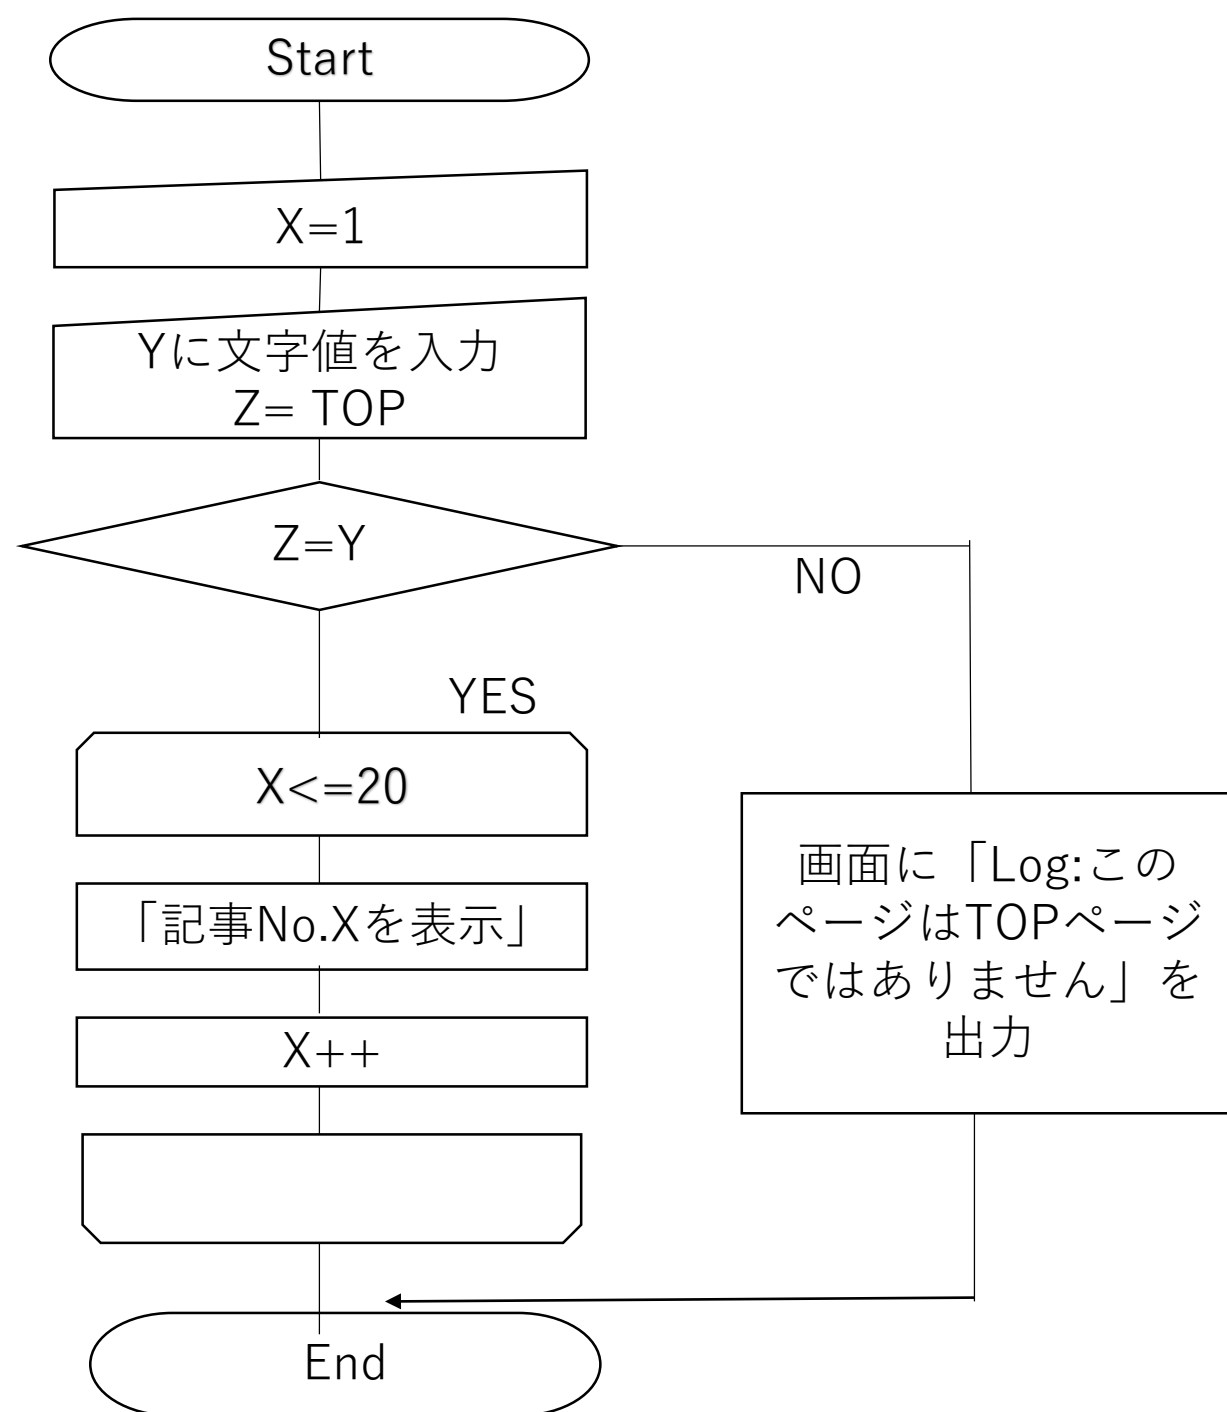 Start
X=1
Yに文字値を入力
Z= TOP
Z=Y
NO
YES
X<=20
「記事No.Xを表示」
X++
画面に「Log:この
ページはTOPページ
ではありません」を
出力
End